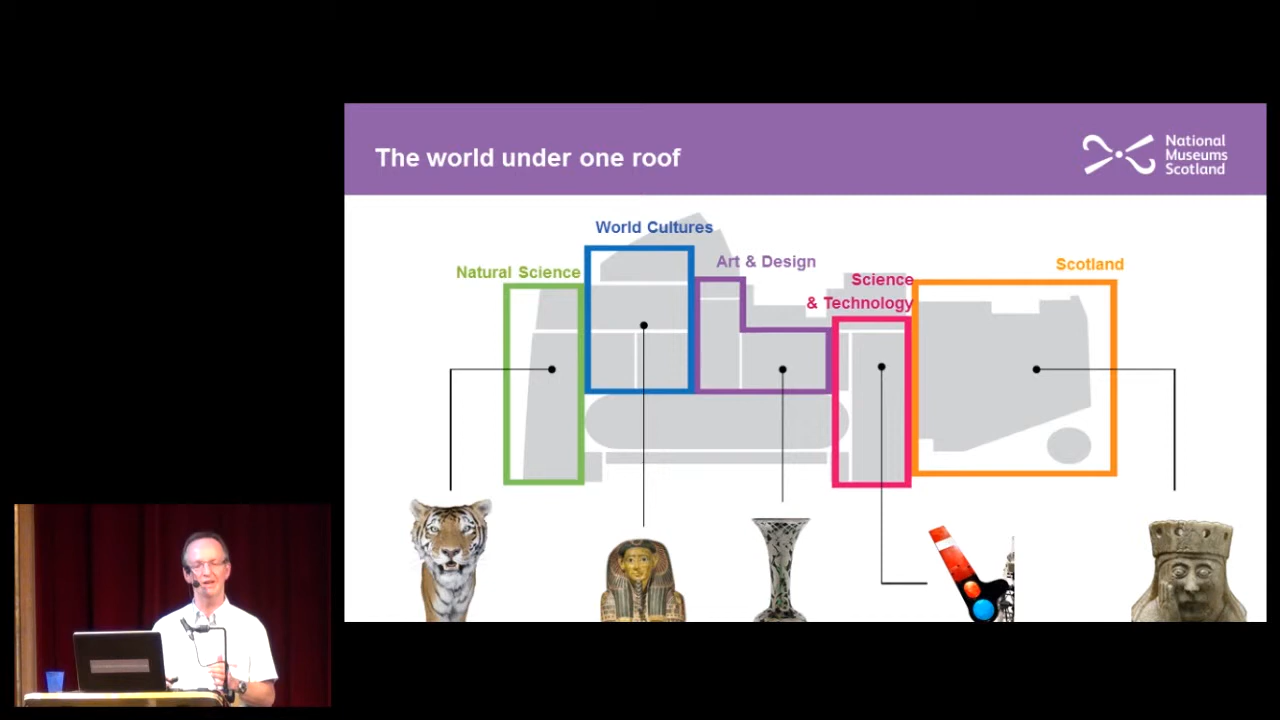 The world under one roof
National
Museums
Scotland
World Cultures
Art & Design
Natural Science
Scotland
Science
& Technology